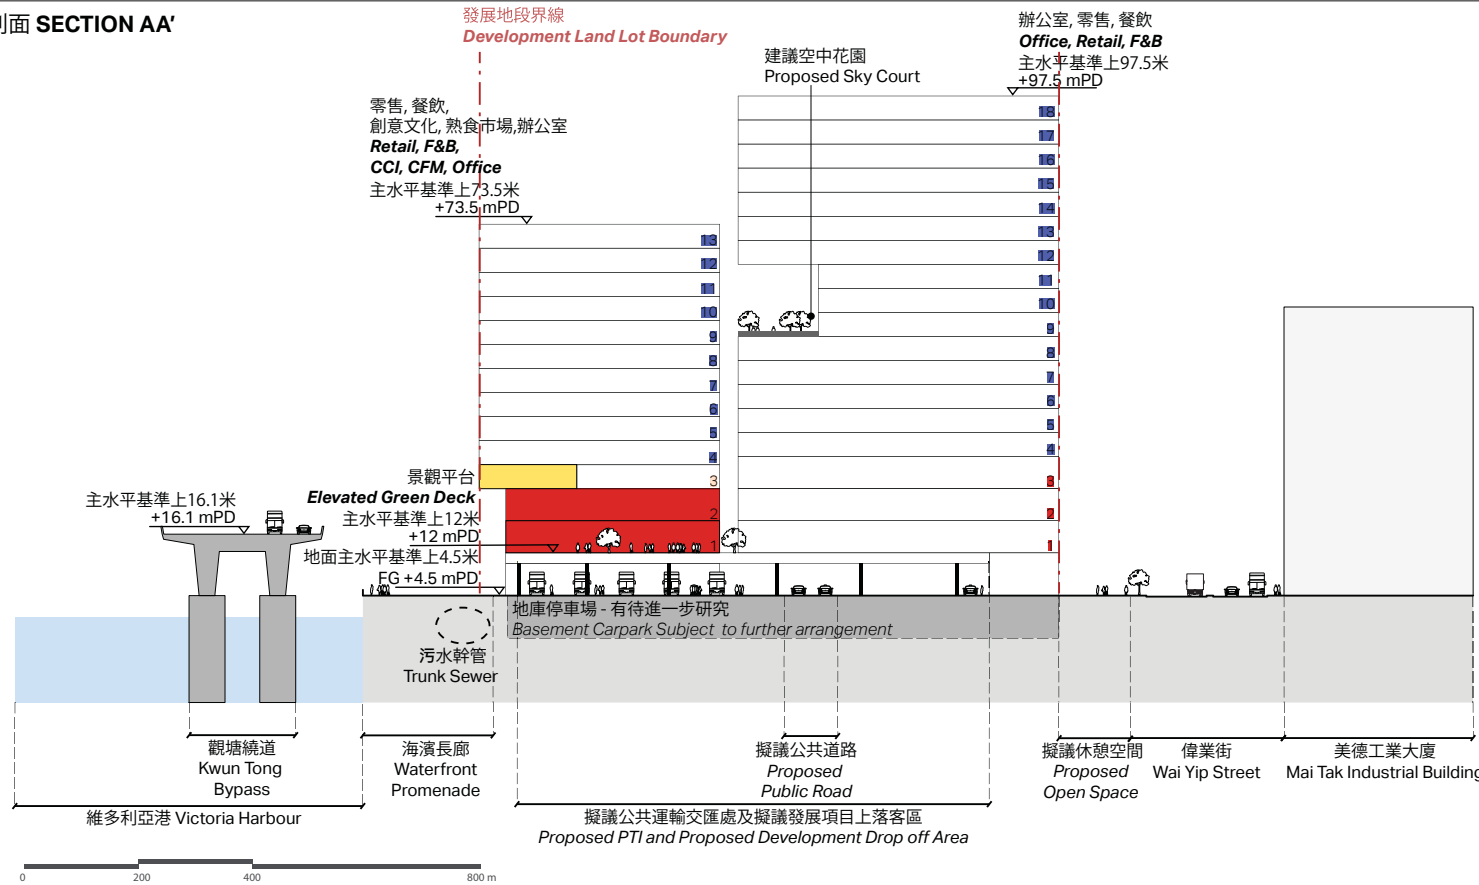 剖面 SECTION AA'
發展地段界線
Development Land Lot Boundary
辦公室, 零售, 餐飲
Office, Retail, F&B
主水平基準上97.5米
+97.5 mPD
建議空中花園
Proposed Sky Court
零售, 餐飲,
創意文化, 熟食市場,辦公室
Retail, F&B,
CCI, CFM, Office
主水平基準上73.5米
+73.5 mPD
18
17
16
15
14
13
12
11
10
9
8
7
6
5
4
3
2
1
13
12
11
10
9
8
7
6
5
4
3
2
1
景觀平台
Elevated Green Deck
主水平基準上12米
+12 mPD
地面主水平基準上4.5米
FG +4.5 mPD
主水平基準上16.1米
+16.1 mPD
地庫停車場 - 有待進一步研究
Basement Carpark Subject to further arrangement
污水幹管
Trunk Sewer
觀塘繞道
Kwun Tong
Bypass
海濱長廊
Waterfront
Promenade
擬議公共道路
Proposed
Public Road
擬議休憩空間
Proposed
Open Space
偉業街
Wai Yip Street
美德工業大廈
Mai Tak Industrial Building
維多利亞港 Victoria Harbour
擬議公共運輸交匯處及擬議發展項目上落客區
Proposed PTI and Proposed Development Drop off Area
0 200 400 800 m